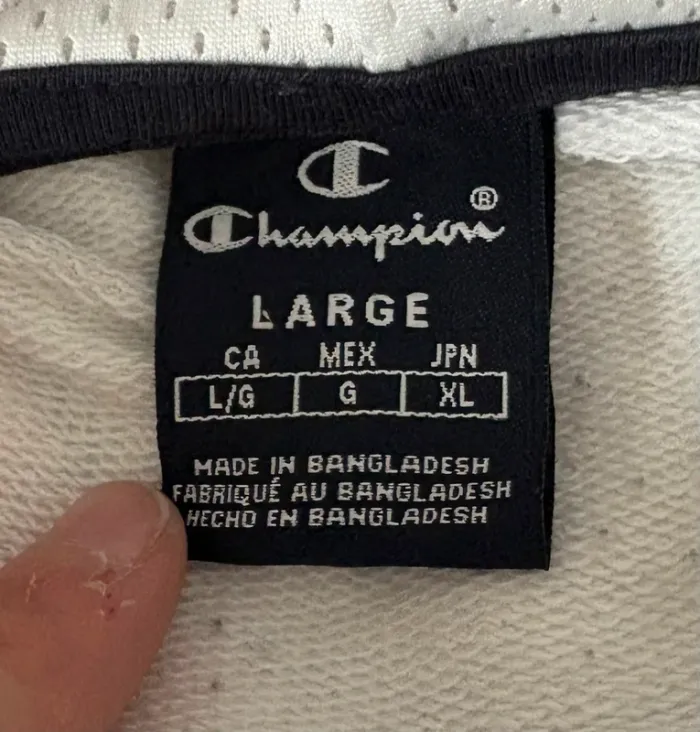 Champion®
LARGE
CA MEX JPN
L/G G XL
MADE IN BANGLADESH
FABRIQUÉ AU BANGLADESH
HECHO EN BANGLADESH